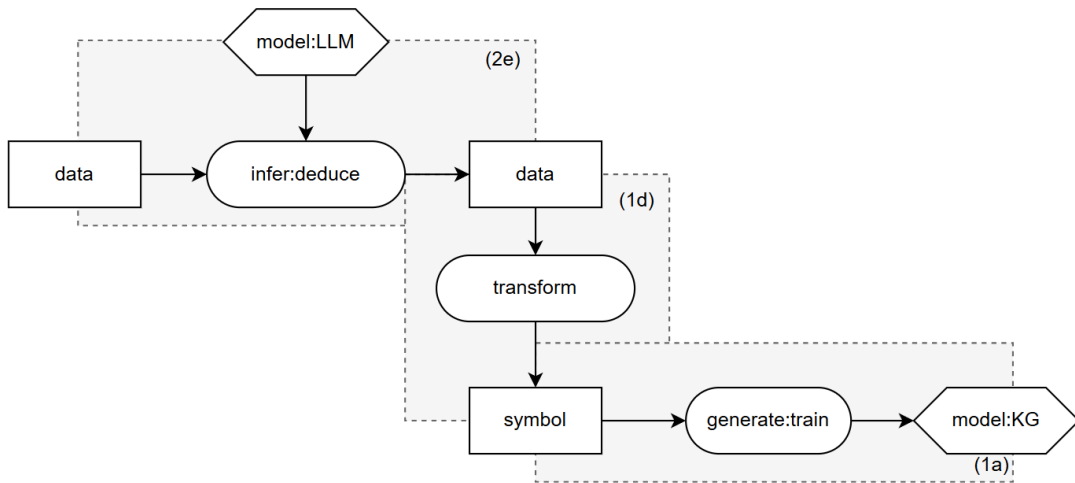 model:LLM
(2e)
data
infer:deduce
data
(1d)
transform
symbol
generate:train
model:KG
(1a)